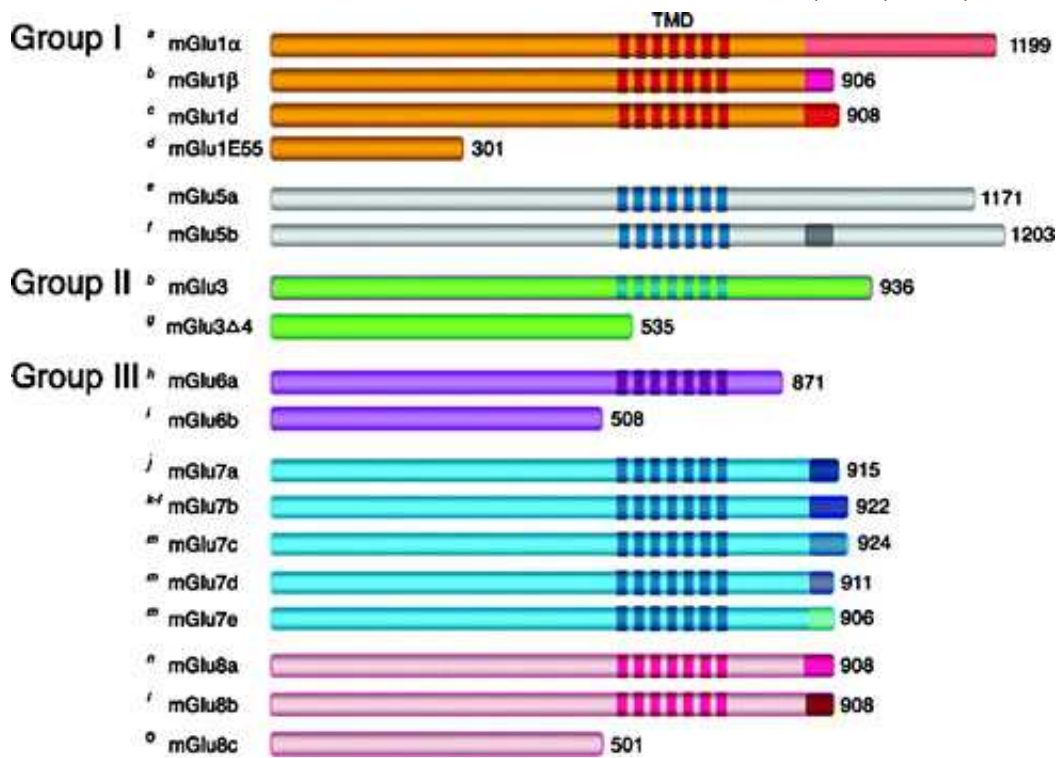 TMD
Group I a mGlu1α 1199
b mGlu1β 906
c mGlu1d 908
d mGlu1E55 301
e mGlu5a 1171
f mGlu5b 1203
Group II b mGlu3 936
g mGlu3Δ4 535
Group III h mGlu6a 871
i mGlu6b 508
j mGlu7a 915
k-l mGlu7b 922
m mGlu7c 924
m mGlu7d 911
m mGlu7e 906
n mGlu8a 908
l mGlu8b 908
o mGlu8c 501